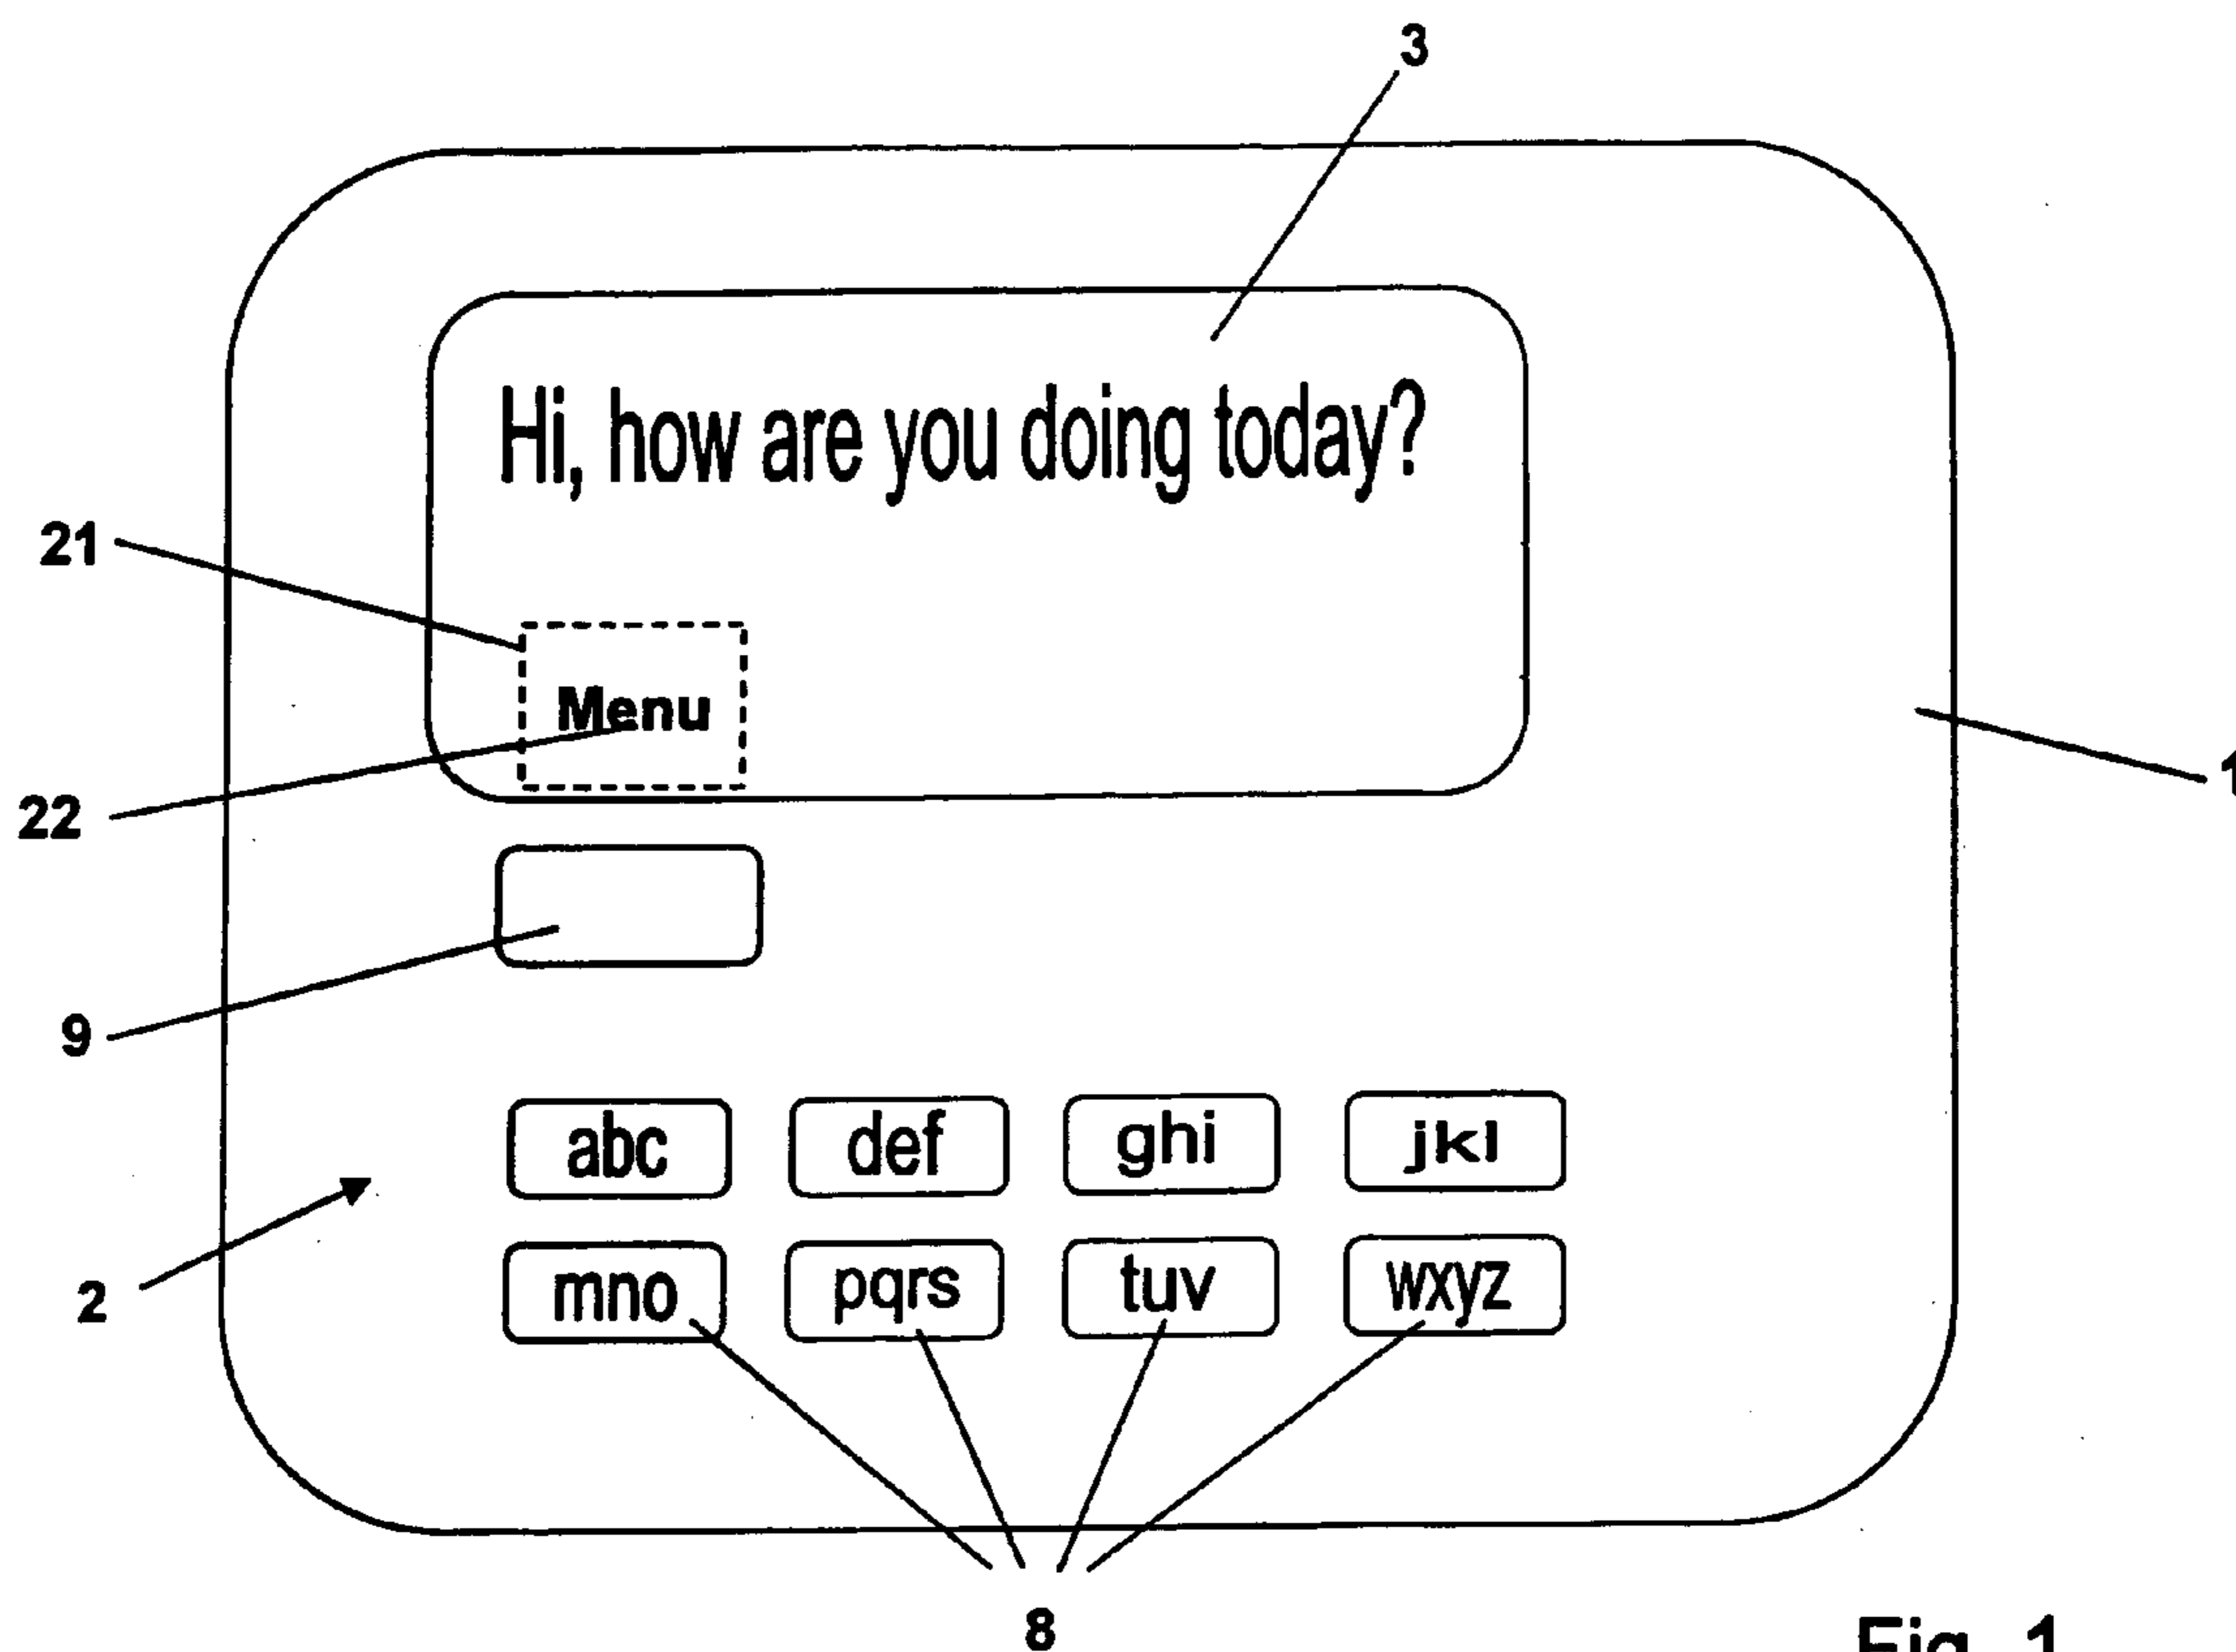 3
Hi, how are you doing today?
21
Menu
1
22
9
abc def ghi jkl
2
mno pqrs tuv wxyz
8
Fig. 1